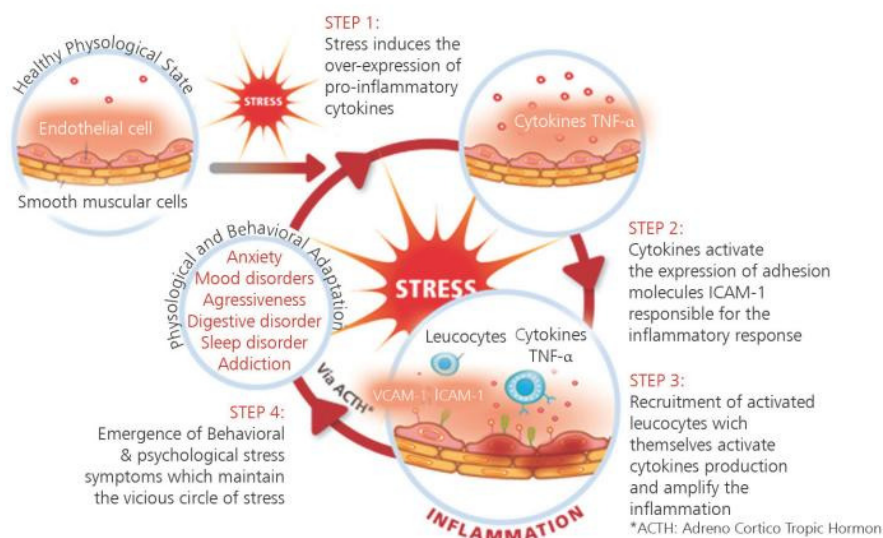 STEP 1:
Stress induces the
over-expression of
pro-inflammatory
cytokines
Healthy Physiological State
STRESS
Endothelial cell
Smooth muscular cells
Cytokines TNF-α
STEP 2:
Cytokines activate
the expression of adhesion
molecules ICAM-1
responsible for the
inflammatory response
Physiological and Behavioral Adaptation
Anxiety
Mood disorders
Agressiveness
Digestive disorder
Sleep disorder
Addiction
STRESS
Leucocytes
Cytokines
TNF-α
VCAM-1 ICAM-1
Via ACTH*
INFLAMMATION
STEP 3:
Recruitment of activated
leucocytes wich
themselves activate
cytokines production
and amplify the
inflammation
*ACTH: Adreno Cortico Tropic Hormon
STEP 4:
Emergence of Behavioral
& psychological stress
symptoms which maintain
the vicious circle of stress